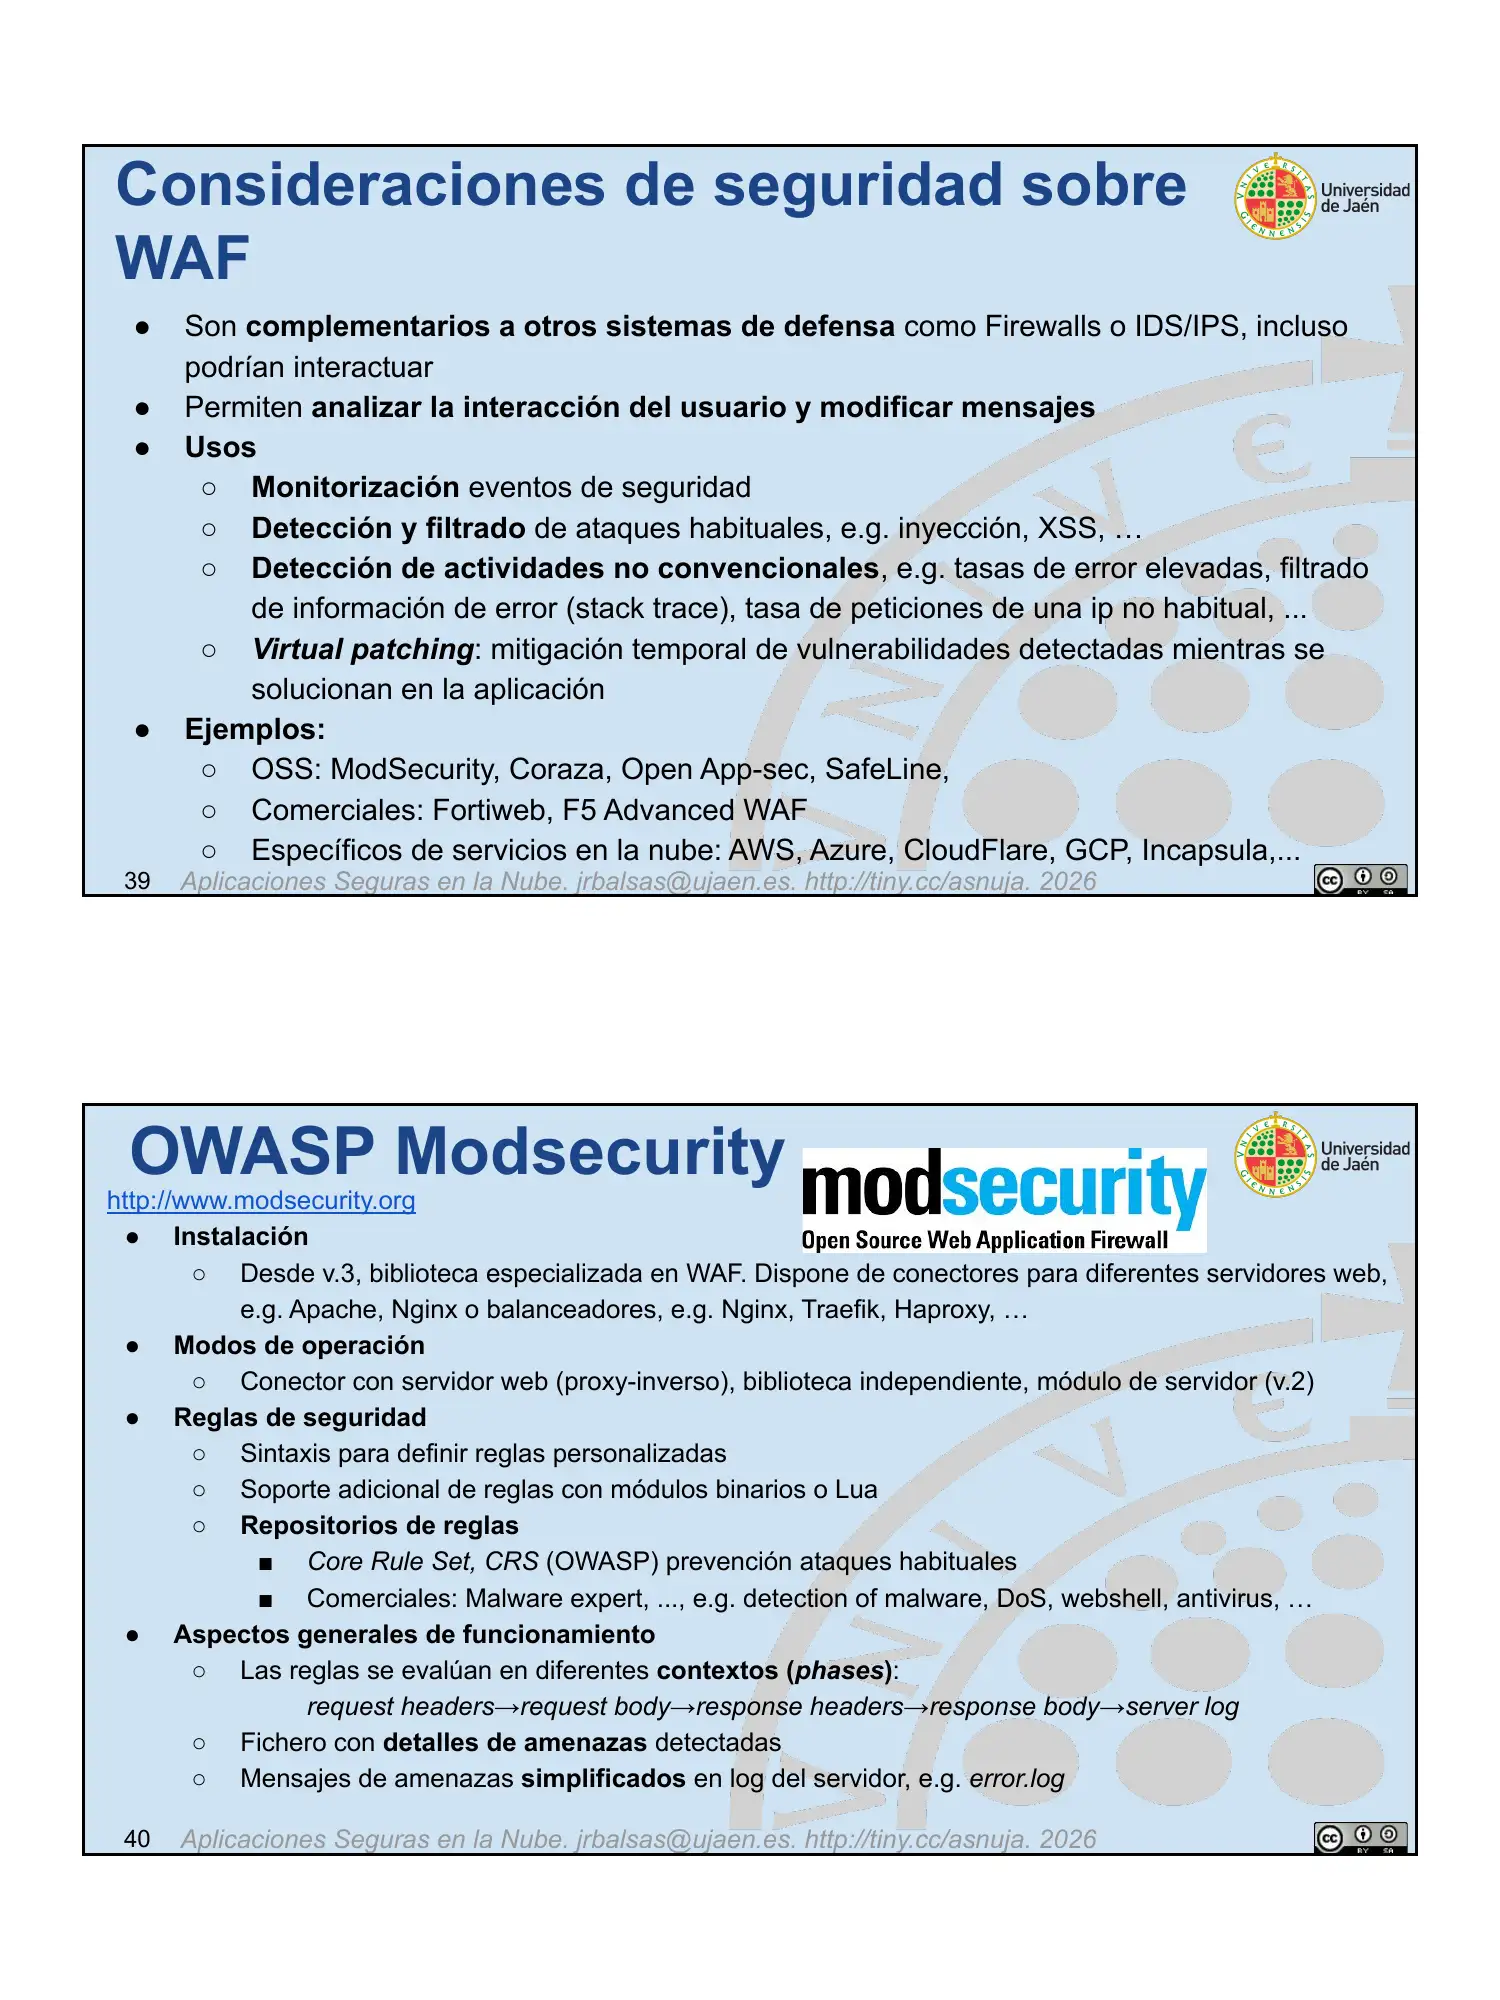 Consideraciones de seguridad sobre
WAF
Universidad
de Jaén
● Son complementarios a otros sistemas de defensa como Firewalls o IDS/IPS, incluso
podrían interactuar
● Permiten analizar la interacción del usuario y modificar mensajes
● Usos
○ Monitorización eventos de seguridad
○ Detección y filtrado de ataques habituales, e.g. inyección, XSS, …
○ Detección de actividades no convencionales, e.g. tasas de error elevadas, filtrado
de información de error (stack trace), tasa de peticiones de una ip no habitual, ...
○ Virtual patching: mitigación temporal de vulnerabilidades detectadas mientras se
solucionan en la aplicación
● Ejemplos:
○ OSS: ModSecurity, Coraza, Open App-sec, SafeLine,
○ Comerciales: Fortiweb, F5 Advanced WAF
○ Específicos de servicios en la nube: AWS, Azure, CloudFlare, GCP, Incapsula,...
39 Aplicaciones Seguras en la Nube. jrbalsas@ujaen.es. http://tiny.cc/asnuja. 2026
cc BY SA
OWASP Modsecurity
modsecurity
Open Source Web Application Firewall
Universidad
de Jaén
http://www.modsecurity.org
● Instalación
○ Desde v.3, biblioteca especializada en WAF. Dispone de conectores para diferentes servidores web,
e.g. Apache, Nginx o balanceadores, e.g. Nginx, Traefik, Haproxy, …
● Modos de operación
○ Conector con servidor web (proxy-inverso), biblioteca independiente, módulo de servidor (v.2)
● Reglas de seguridad
○ Sintaxis para definir reglas personalizadas
○ Soporte adicional de reglas con módulos binarios o Lua
○ Repositorios de reglas
■ Core Rule Set, CRS (OWASP) prevención ataques habituales
■ Comerciales: Malware expert, ..., e.g. detection of malware, DoS, webshell, antivirus, …
● Aspectos generales de funcionamiento
○ Las reglas se evalúan en diferentes contextos (phases):
request headers→request body→response headers→response body→server log
○ Fichero con detalles de amenazas detectadas
○ Mensajes de amenazas simplificados en log del servidor, e.g. error.log
40 Aplicaciones Seguras en la Nube. jrbalsas@ujaen.es. http://tiny.cc/asnuja. 2026
cc BY SA